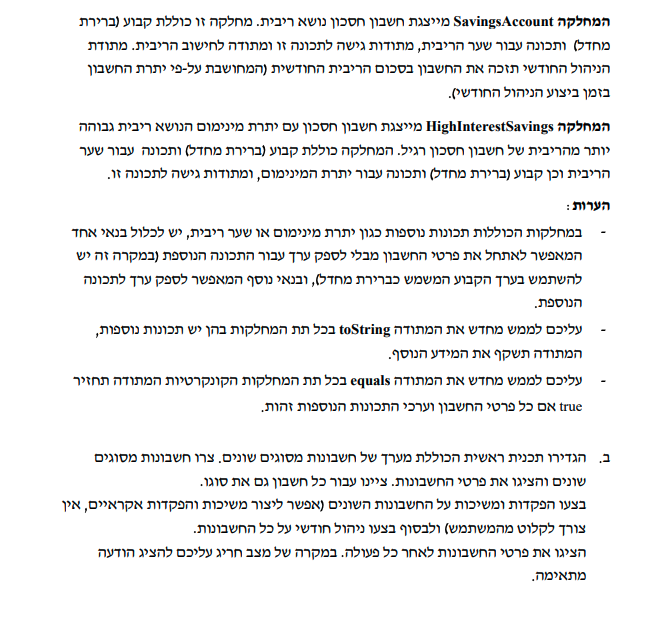 המחלקה SavingsAccount מייצגת חשבון חסכון נושא ריבית. מחלקה זו כוללת קבוע (ברירת
מחדל) ותכונה עבור שער הריבית, מתודות גישה לתכונה זו ומתודה לחישוב הריבית. מתודת
הניהול החודשי תזכה את החשבון בסכום הריבית החודשית (המחושבת על-פי יתרת החשבון
בזמן ביצוע הניהול החודשי).
המחלקה HighInterestSavings מייצגת חשבון חסכון עם יתרת מינימום הנושא ריבית גבוהה
יותר מהריבית של חשבון חסכון רגיל. המחלקה כוללת קבוע (ברירת מחדל) ותכונה עבור שער
הריבית וכן קבוע (ברירת מחדל) ותכונה עבור יתרת המינימום, ומתודות גישה לתכונה זו.
הערות :
- במחלקות הכוללות תכונות נוספות כגון יתרת מינימום או שער ריבית, יש לכלול בנאי אחד
המאפשר לאתחל את פרטי החשבון מבלי לספק ערך עבור התכונה הנוספת (במקרה זה יש
להשתמש בערך הקבוע המשמש כברירת מחדל), ובנאי נוסף המאפשר לספק ערך לתכונה
הנוספת.
- עליכם לממש מחדש את המתודה toString בכל תת המחלקות בהן יש תכונות נוספות,
המתודה תשקף את המידע הנוסף.
- עליכם לממש מחדש את המתודה equals בכל תת המחלקות הקונקרטיות המתודה תחזיר
true אם כל פרטי החשבון וערכי התכונות הנוספות זהות.
ב. הגדירו תכנית ראשית הכוללת מערך של חשבונות מסוגים שונים. צרו חשבונות מסוגים
שונים והציגו את פרטי החשבונות. ציינו עבור כל חשבון גם את סוגו.
בצעו הפקדות ומשיכות על החשבונות השונים (אפשר ליצור משיכות והפקדות אקראיים, אין
צורך לקלוט מהמשתמש) ולבסוף בצעו ניהול חודשי על כל החשבונות.
הציגו את פרטי החשבונות לאחר כל פעולה. במקרה של מצב חריג עליכם להציג הודעה
מתאימה.